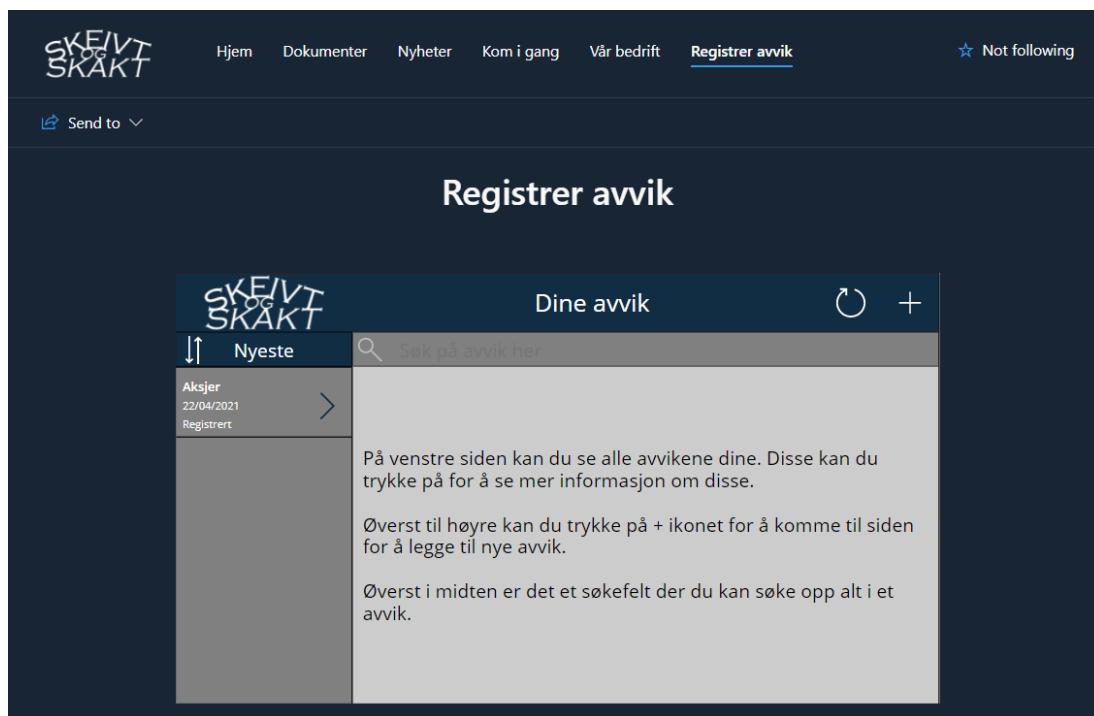 SKEIVT
OG
SKAKT
Hjem Dokumenter Nyheter Kom i gang Vår bedrift Registrer avvik Not following
Send to
Registrer avvik
SKEIVT
OG
SKAKT
Dine avvik
Nyeste
Søk på avvik her
Aksjer
22/04/2021
Registrert
På venstre siden kan du se alle avvikene dine. Disse kan du
trykke på for å se mer informasjon om disse.
Øverst til høyre kan du trykke på + ikonet for å komme til siden
for å legge til nye avvik.
Øverst i midten er det et søkefelt der du kan søke opp alt i et
avvik.